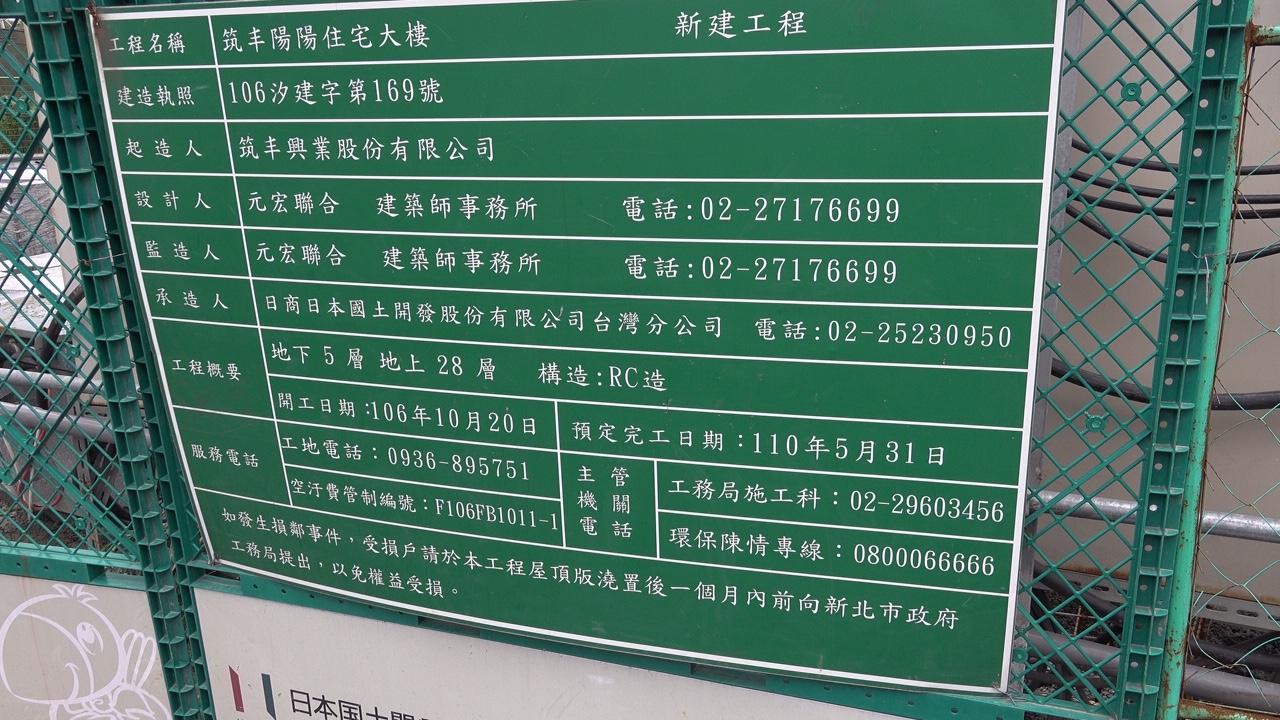 工程名稱 筑丰陽陽住宅大樓 新建工程
建造執照 106汐建字第169號
起造人 筑丰興業股份有限公司
設計人 元宏聯合 建築師事務所 電話:02-27176699
監造人 元宏聯合 建築師事務所 電話:02-27176699
承造人 日商日本國土開發股份有限公司台灣分公司 電話:02-25230950
工程概要 地下5層 地上28層 構造:RC造
開工日期:106年10月20日 預定完工日期:110年5月31日
服務電話 工地電話:0936-895751
空汙費管制編號:F106FB1011-1
主管機關電話 工務局施工科:02-29603456
環保陳情專線:0800066666
如發生損鄰事件,受損戶請於本工程屋頂版澆置後一個月內前向新北市政府
工務局提出,以免權益受損。
日本国土